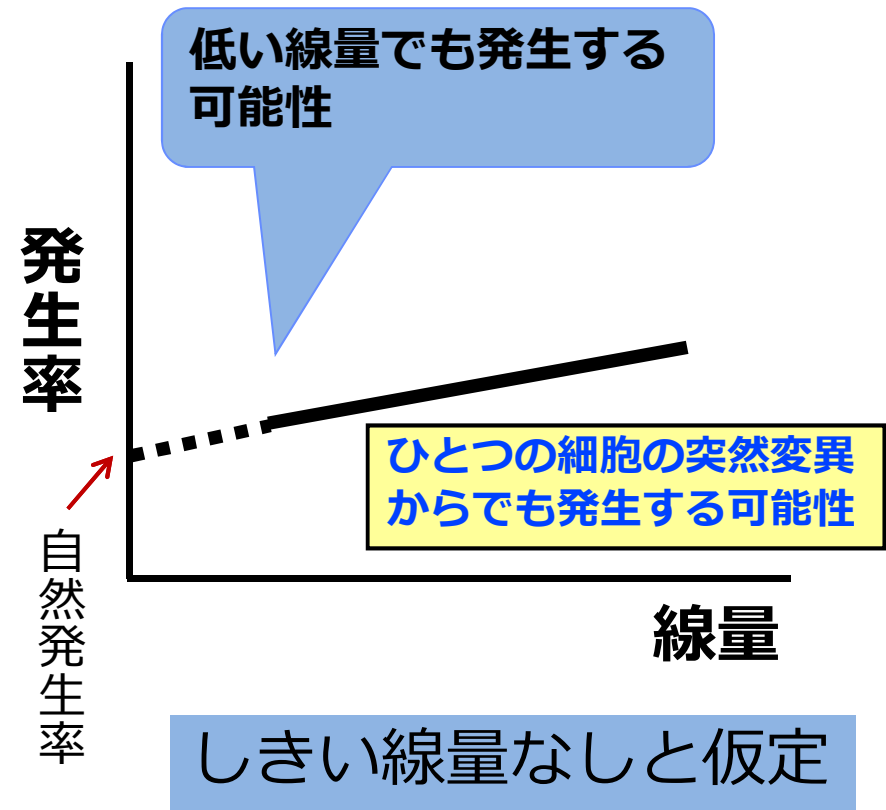 低い線量でも発生する
可能性
発生率
ひとつの細胞の突然変異
からでも発生する可能性
自然発生率
線量
しきい線量なしと仮定